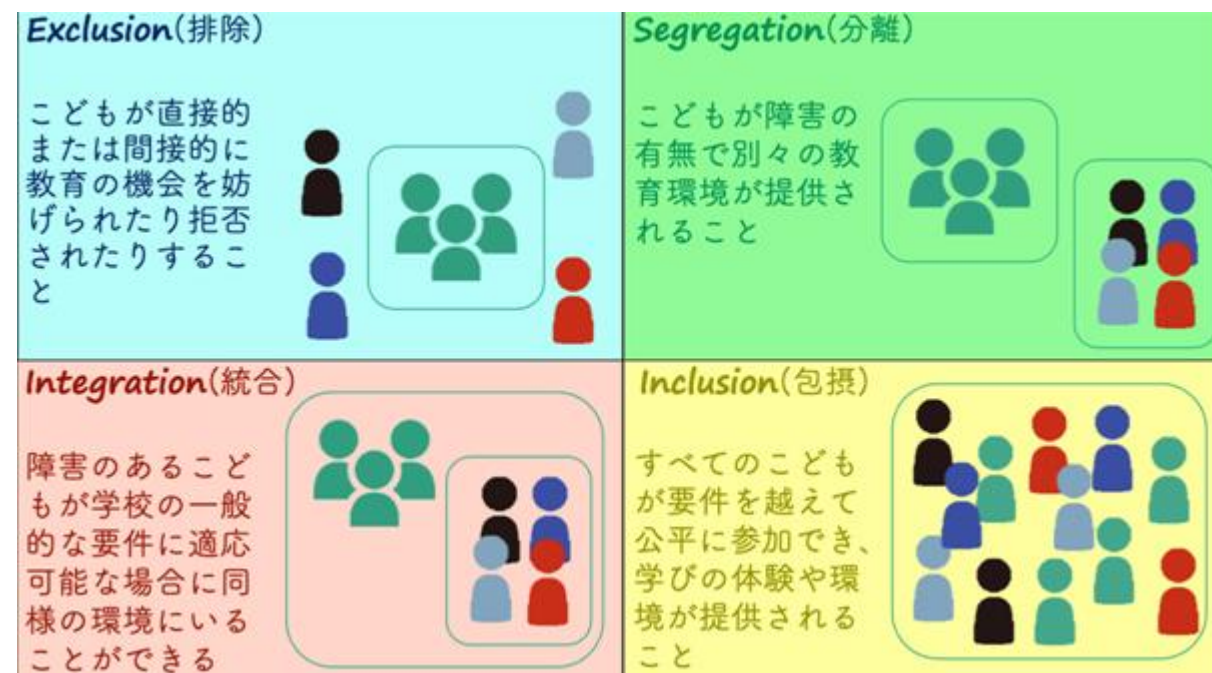 Exclusion(排除)
こどもが直接的
または間接的に
教育の機会を妨
げられたり拒否
されたりするこ
と
Segregation(分離)
こどもが障害の
有無で別々の教
育環境が提供さ
れること
Integration(統合)
障害のあるこど
もが学校の一般
的な要件に適応
可能な場合に同
様の環境にいる
ことができる
Inclusion(包摂)
すべてのこども
が要件を越えて
公平に参加でき、
学びの体験や環
境が提供される
こと